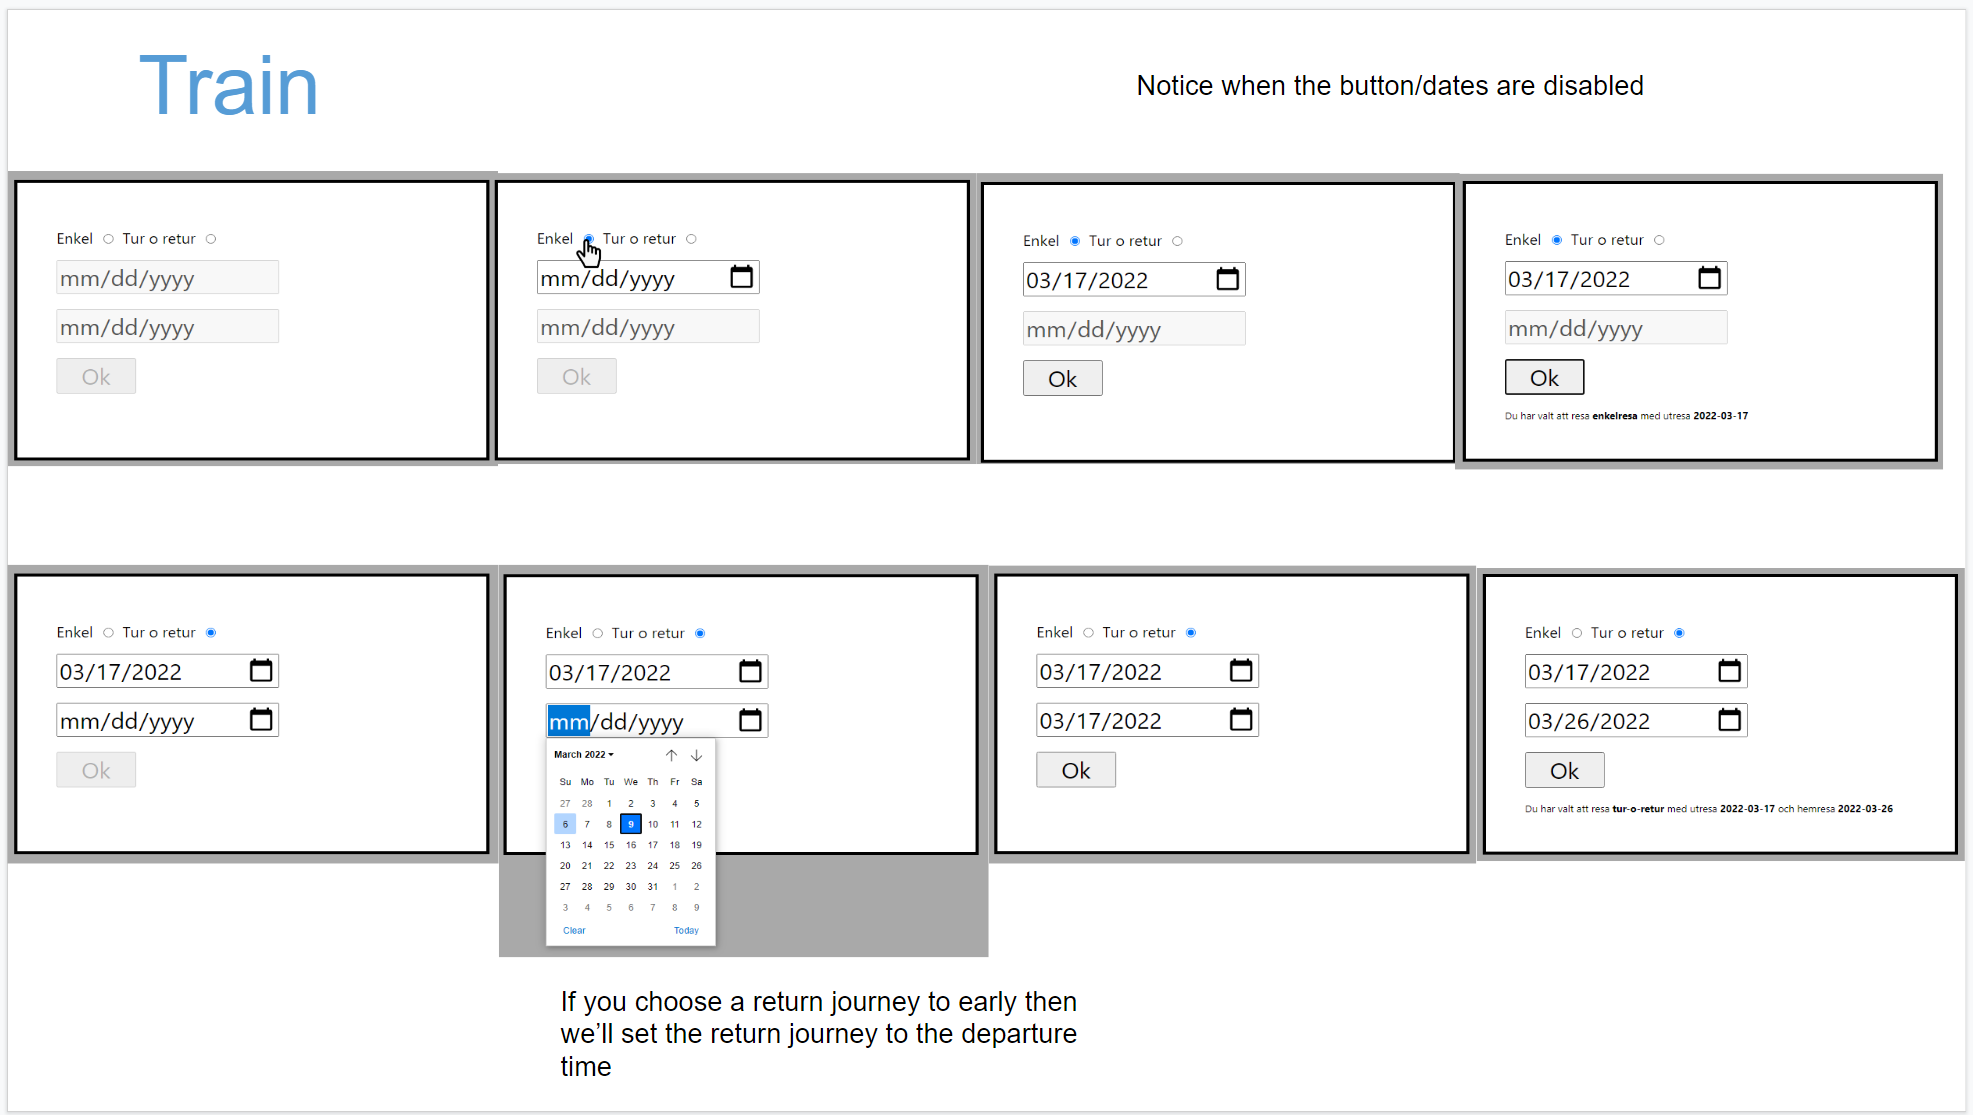 Train
Notice when the button/dates are disabled
Enkel Tur o retur
mm/dd/yyyy
mm/dd/yyyy
Ok
Enkel Tur o retur
mm/dd/yyyy
mm/dd/yyyy
Ok
Enkel Tur o retur
03/17/2022
mm/dd/yyyy
Ok
Enkel Tur o retur
03/17/2022
mm/dd/yyyy
Ok
Du har valt att resa enkelresa med utresa 2022-03-17
Enkel Tur o retur
03/17/2022
mm/dd/yyyy
Ok
Enkel Tur o retur
03/17/2022
mm/dd/yyyy
March 2022
Su Mo Tu We Th Fr Sa
27 28 1 2 3 4 5
6 7 8 9 10 11 12
13 14 15 16 17 18 19
20 21 22 23 24 25 26
27 28 29 30 31 1 2
3 4 5 6 7 8 9
Clear Today
Enkel Tur o retur
03/17/2022
03/17/2022
Ok
Enkel Tur o retur
03/17/2022
03/26/2022
Ok
Du har valt att resa tur-o-retur med utresa 2022-03-17 och hemresa 2022-03-26
If you choose a return journey to early then
we’ll set the return journey to the departure
time